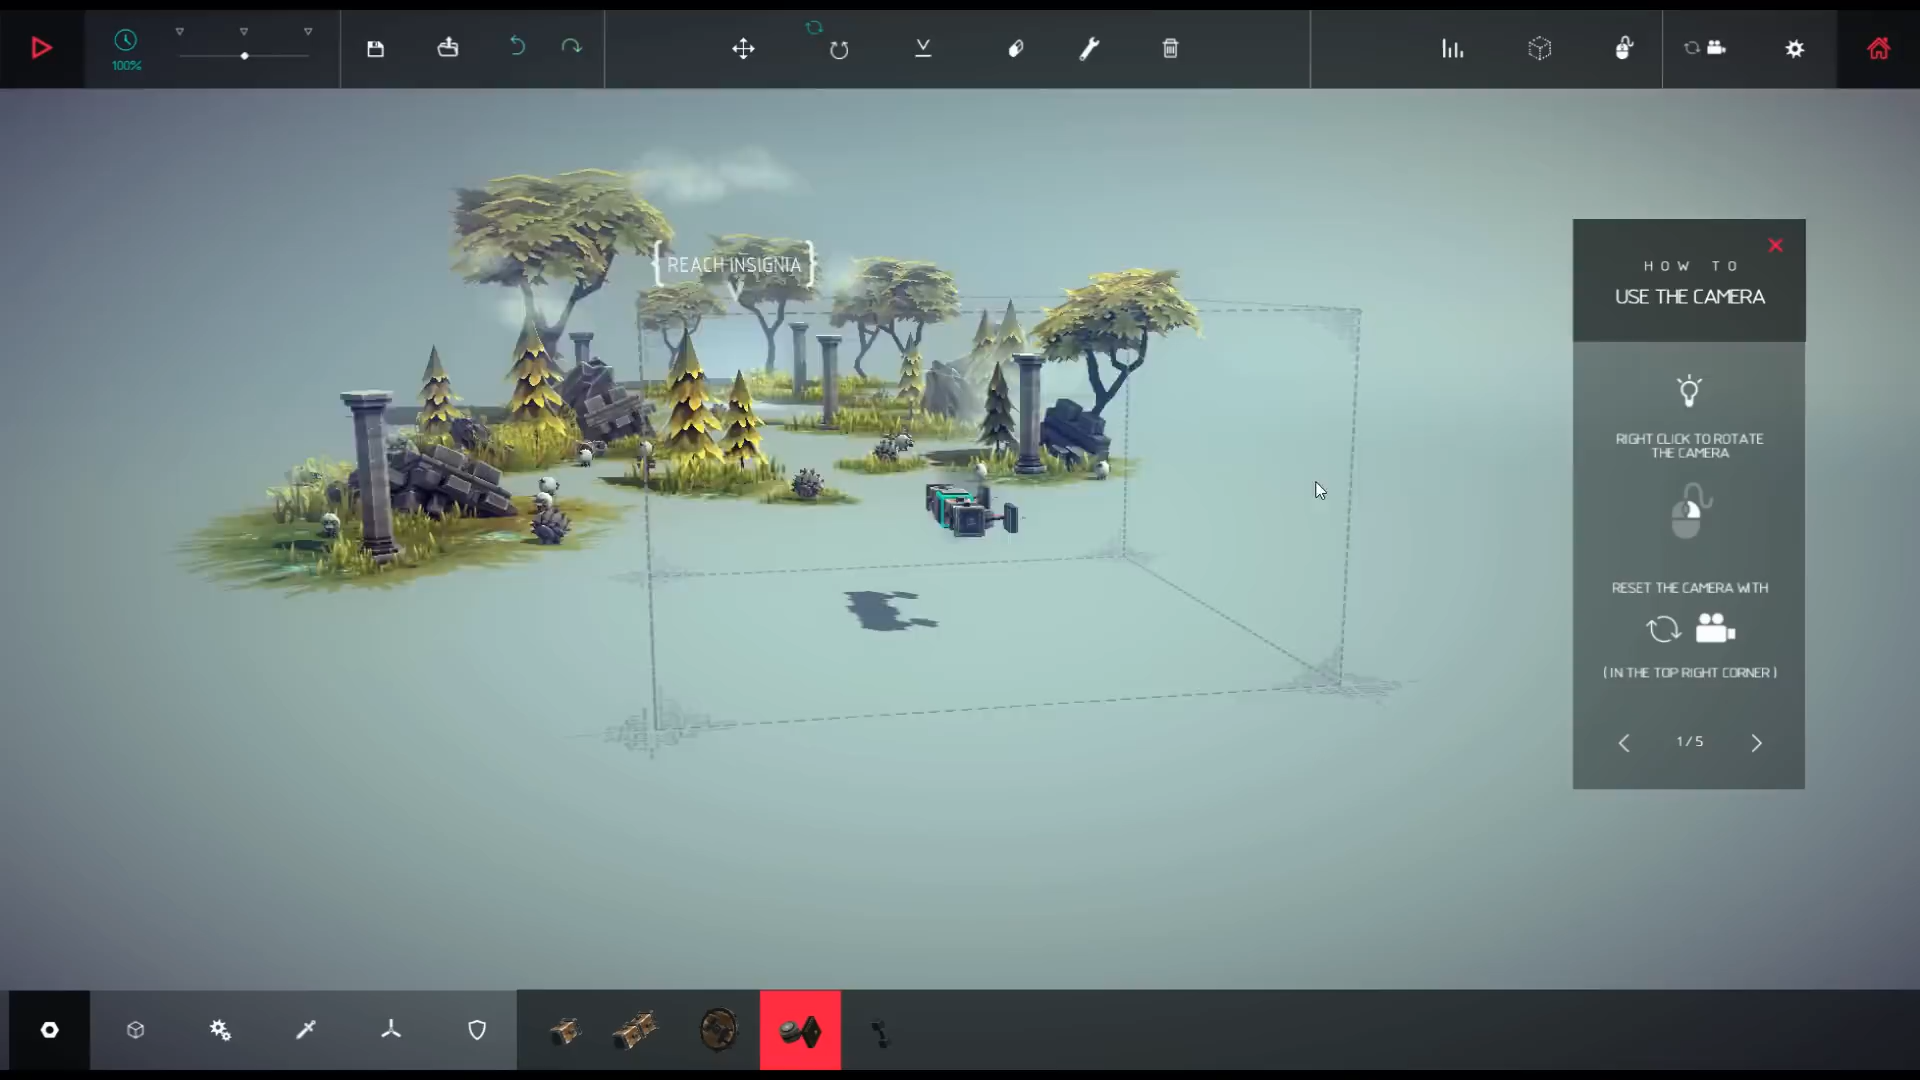 100%
REACH INSIGNIA
HOW TO
USE THE CAMERA
RIGHT CLICK TO ROTATE
THE CAMERA
RESET THE CAMERA WITH
( IN THE TOP RIGHT CORNER )
1/5